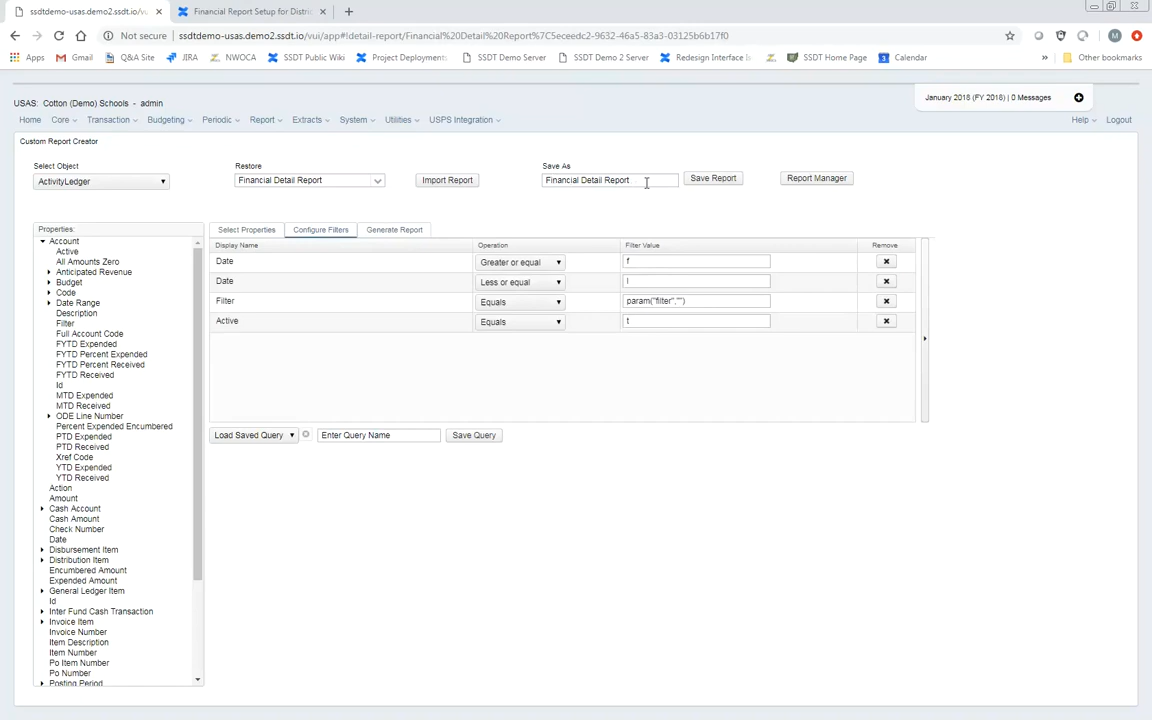 ssdtdemo-usas.demo2.ssdt.io/vu
Financial Report Setup for Distric
Not secure
ssdtdemo-usas.demo2.ssdt.io/vui/app#!detail-report/Financial%20Detail%20Report%7C5eceedc2-9632-46a5-83a3-03125b6b17f0
Apps
Gmail
Q&A Site
JIRA
NWOCA
SSDT Public Wiki
Project Deployments
SSDT Demo Server
SSDT Demo 2 Server
Redesign Interface Is
SSDT Home Page
Calendar
Other bookmarks
USAS: Cotton (Demo) Schools - admin
January 2018 (FY 2018) | 0 Messages
Home
Core
Transaction
Budgeting
Periodic
Report
Extracts
System
Utilities
USPS Integration
Help
Logout
Custom Report Creator
Select Object
Restore
Save As
ActivityLedger
Financial Detail Report
Import Report
Financial Detail Report
Save Report
Report Manager
Properties:
Account
Active
All Amounts Zero
Anticipated Revenue
Budget
Code
Date Range
Description
Filter
Full Account Code
FYTD Expended
FYTD Percent Expended
FYTD Percent Received
FYTD Received
Id
MTD Expended
MTD Received
ODE Line Number
Percent Expended Encumbered
PTD Expended
PTD Received
Xref Code
YTD Expended
YTD Received
Action
Amount
Cash Account
Cash Amount
Check Number
Date
Disbursement Item
Distribution Item
Encumbered Amount
Expended Amount
General Ledger Item
Id
Inter Fund Cash Transaction
Invoice Item
Invoice Number
Item Description
Item Number
Po Item Number
Po Number
Posting Period
Select Properties
Configure Filters
Generate Report
Display Name
Operation
Filter Value
Remove
Date
Greater or equal
f
Date
Less or equal
l
Filter
Equals
param("filter","")
Active
Equals
t
Load Saved Query
Enter Query Name
Save Query